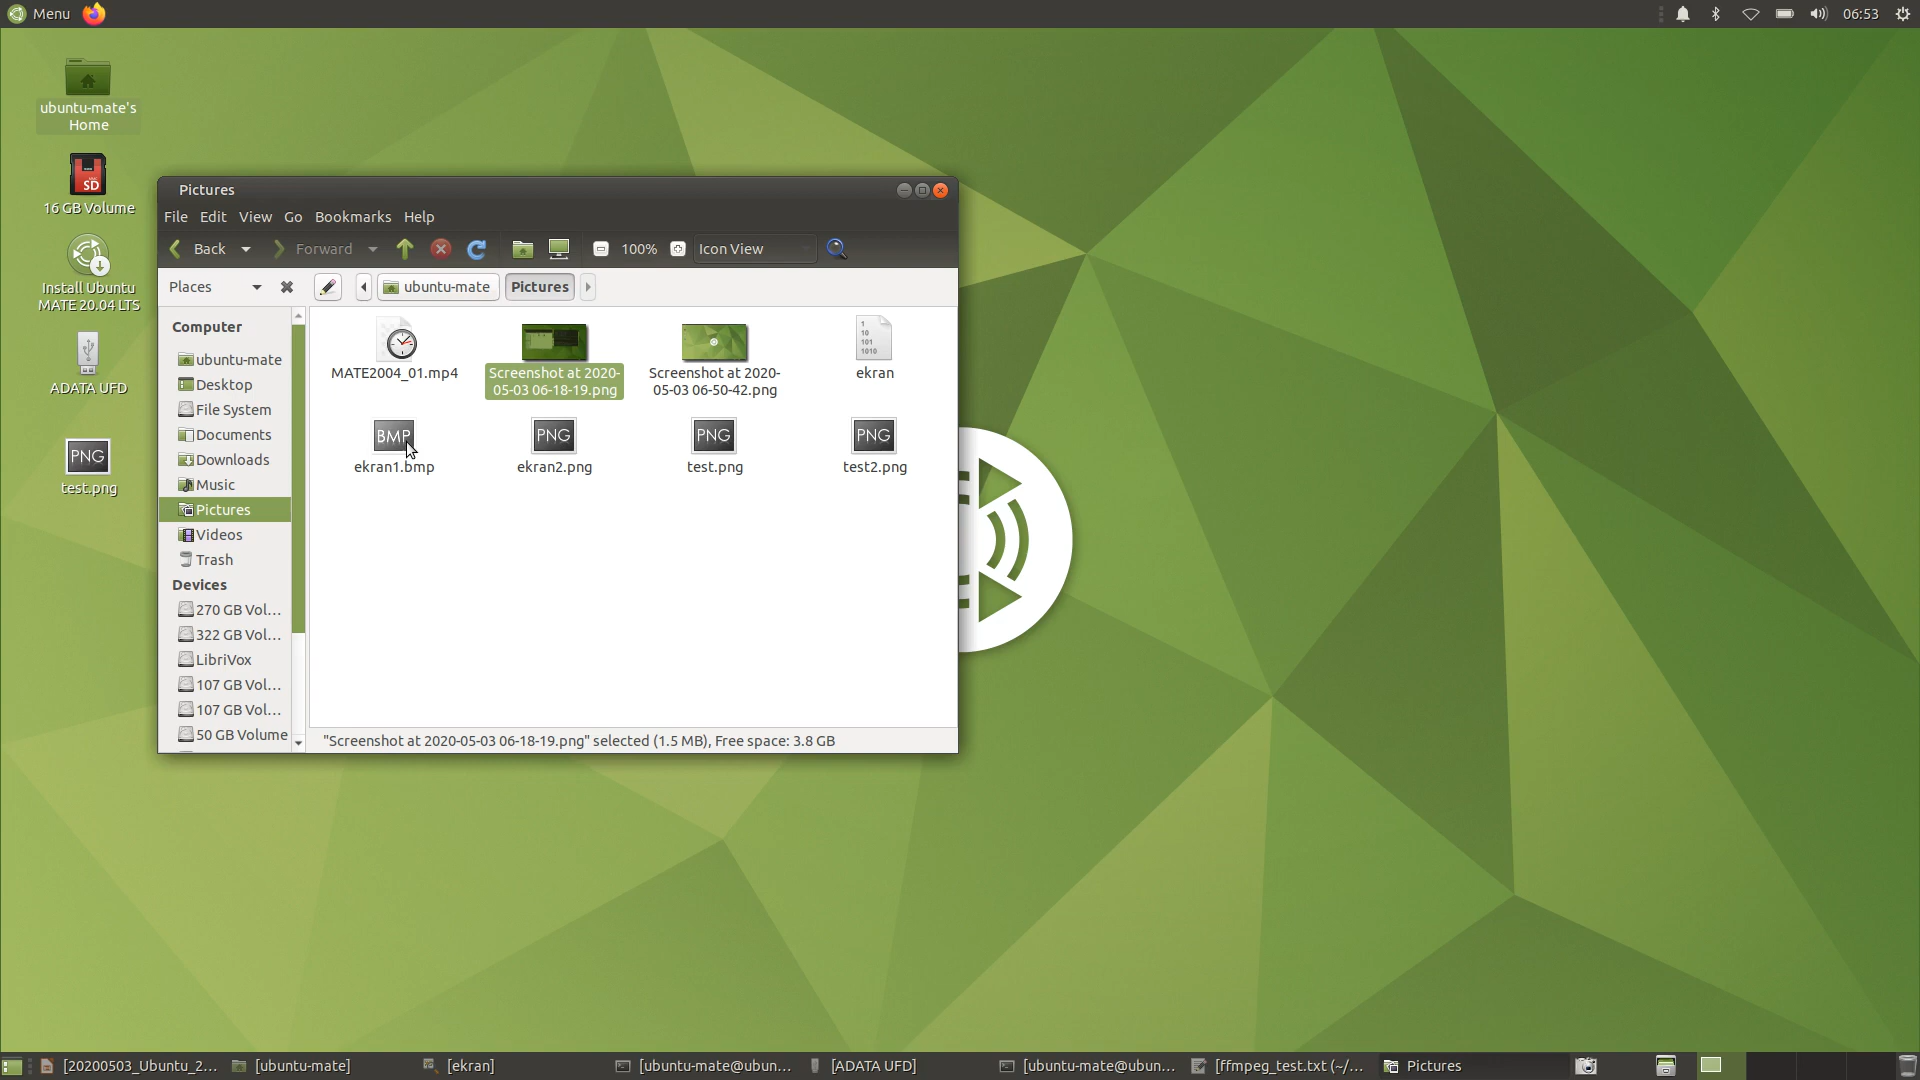 Menu
06:53
ubuntu-mate's
Home
SD
16 GB Volume
Install Ubuntu
MATE 20.04 LTS
ADATA UFD
PNG
test.png
Pictures
File Edit View Go Bookmarks Help
Back Forward 100% Icon View
Places ubuntu-mate Pictures
Computer
ubuntu-mate
Desktop
File System
Documents
Downloads
Music
Pictures
Videos
Trash
Devices
270 GB Vol...
322 GB Vol...
LibriVox
107 GB Vol...
107 GB Vol...
50 GB Volume
MATE2004_01.mp4
Screenshot at 2020-
05-03 06-18-19.png
Screenshot at 2020-
05-03 06-50-42.png
1
10
101
1010
ekran
BMP
ekran1.bmp
PNG
ekran2.png
PNG
test.png
PNG
test2.png
"Screenshot at 2020-05-03 06-18-19.png" selected (1.5 MB), Free space: 3.8 GB
[20200503_Ubuntu_2... [ubuntu-mate] [ekran] [ubuntu-mate@ubun... [ADATA UFD] [ubuntu-mate@ubun... [ffmpeg_test.txt (~/... Pictures